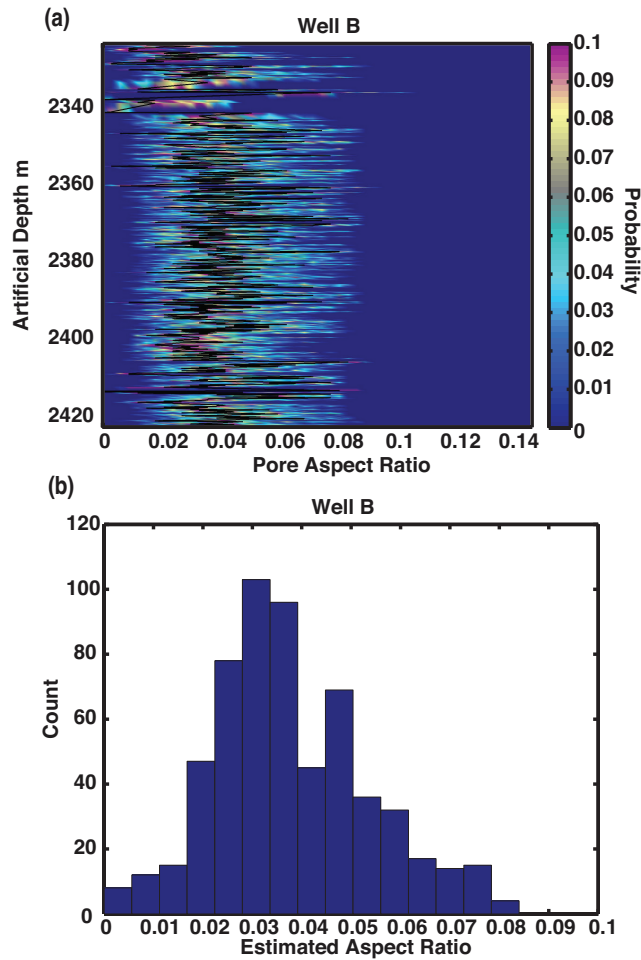 (a)
Well B
Artificial Depth m
2340
2360
2380
2400
2420
0 0.02 0.04 0.06 0.08 0.1 0.12 0.14
Pore Aspect Ratio
0.1
0.09
0.08
0.07
0.06
0.05
0.04
0.03
0.02
0.01
0
Probability
(b)
Well B
Count
120
100
80
60
40
20
0
0 0.01 0.02 0.03 0.04 0.05 0.06 0.07 0.08 0.09 0.1
Estimated Aspect Ratio